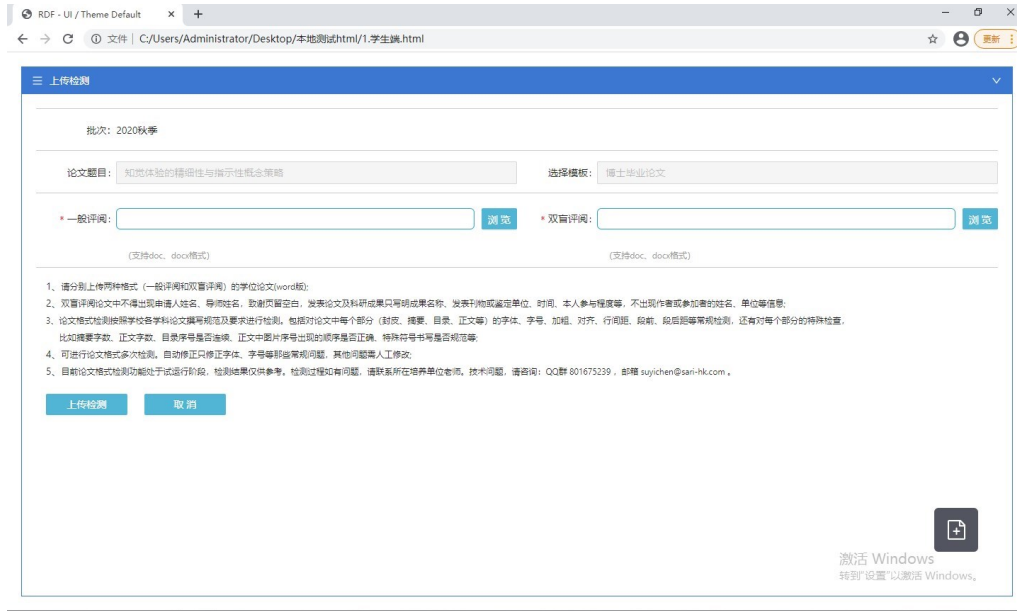 RDF - UI / Theme Default
文件 | C:/Users/Administrator/Desktop/本地测试html/1.学生端.html
更新
上传检测
批次：2020秋季
论文题目：知觉体验的精细性与指示性概念策略 选择模板：博士毕业论文
* 一般评阅： 浏览 * 双盲评阅： 浏览
(支持doc、docx格式) (支持doc、docx格式)
1、请分别上传两种格式（一般评阅和双盲评阅）的学位论文(word版);
2、双盲评阅论文中不得出现申请人姓名、导师姓名，致谢页留空白，发表论文及科研成果只写明成果名称、发表刊物或鉴定单位、时间、本人参与程度等，不出现作者或参加者的姓名、单位等信息;
3、论文格式检测按照学校各学科论文撰写规范及要求进行检测。包括对论文中每个部分（封皮、摘要、目录、正文等）的字体、字号、加粗、对齐、行间距、段前、段后距等常规检测，还有对每个部分的特殊检查，
比如摘要字数、正文字数、目录序号是否连续、正文中图片序号出现的顺序是否正确、特殊符号书写是否规范等;
4、可进行论文格式多次检测。自动修正只修正字体、字号等那些常规问题，其他问题需人工修改;
5、目前论文格式检测功能处于试运行阶段，检测结果仅供参考。检测过程如有问题，请联系所在培养单位老师。技术问题，请咨询：QQ群 801675239，邮箱 suyichen@sari-hk.com 。
上传检测 取 消
激活 Windows
转到"设置"以激活 Windows。